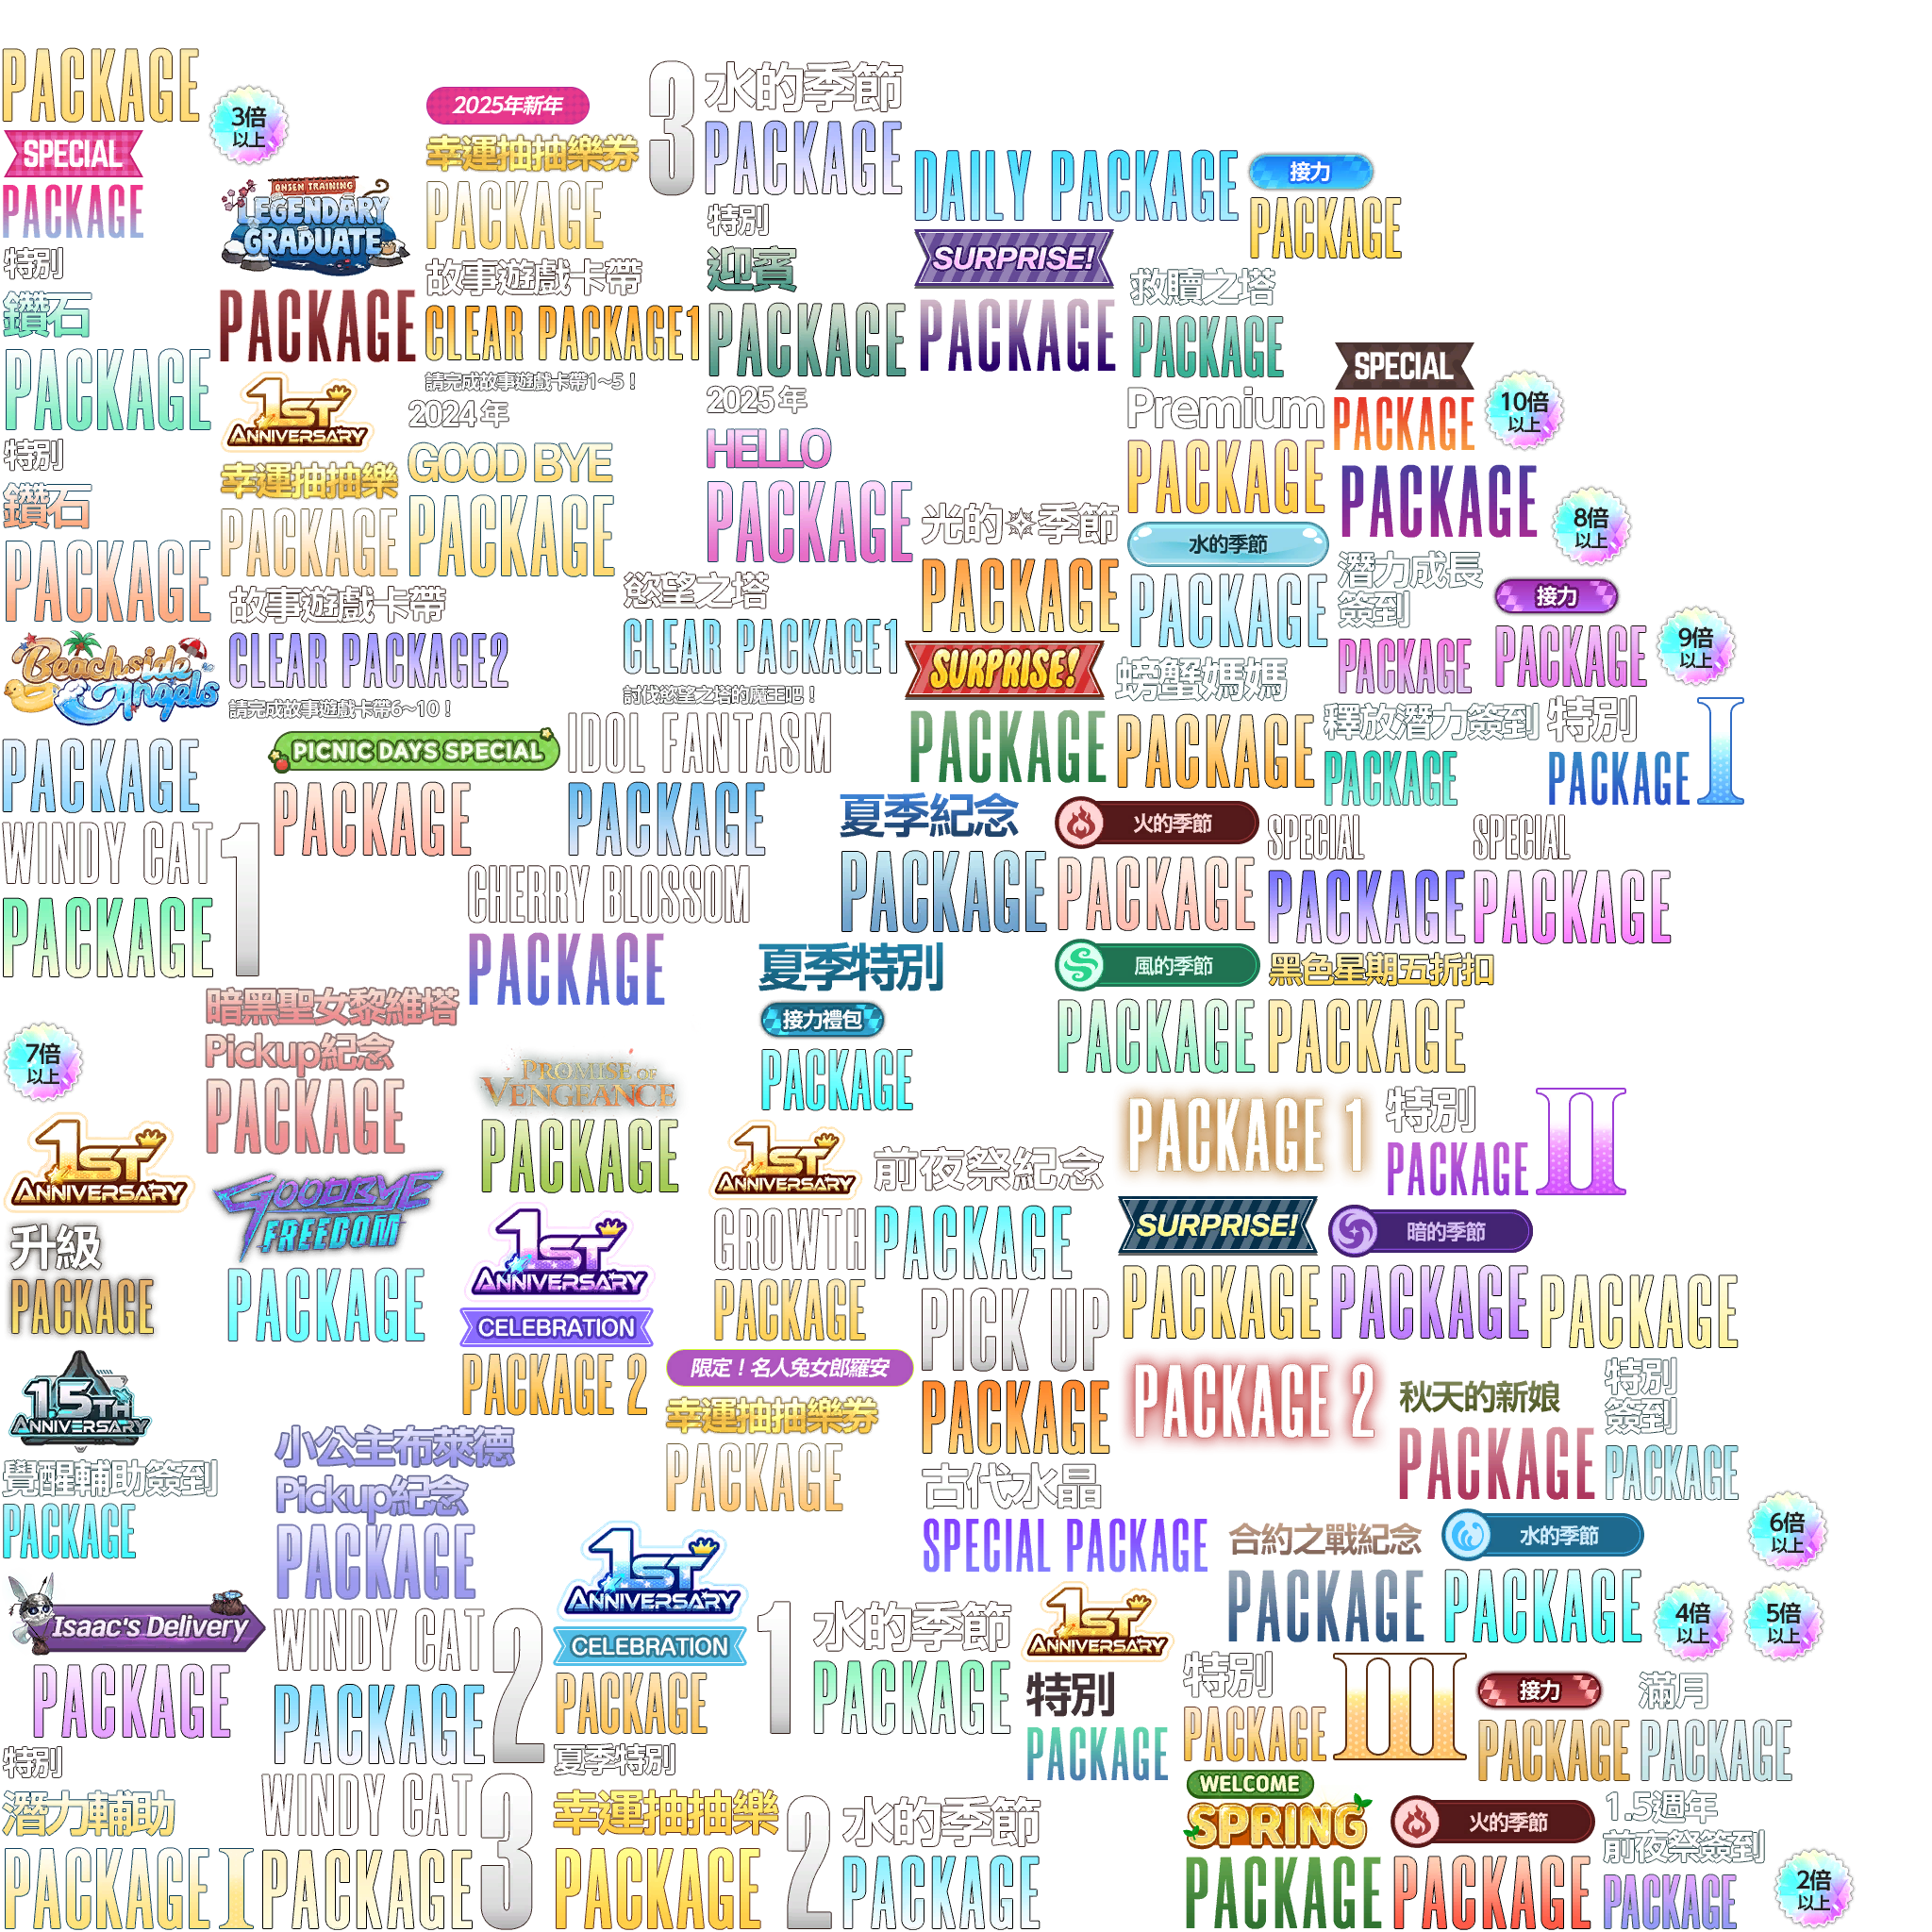 PACKAGE
SPECIAL
PACKAGE
特別
鑽石
PACKAGE
特別
鑽石
PACKAGE
Beachside
Angels
PACKAGE
WINDY CAT
PACKAGE
1
7倍
以上
1ST
ANNIVERSARY
升級
PACKAGE
1.5TH
ANNIVERSARY
覺醒輔助簽到
PACKAGE
Isaac's Delivery
PACKAGE
特別
潛力輔助
PACKAGE I
3倍
以上
ONSEN TRAINING
LEGENDARY
GRADUATE
PACKAGE
1ST
ANNIVERSARY
幸運抽抽樂
PACKAGE
故事遊戲卡帶
CLEAR PACKAGE2
請完成故事遊戲卡帶6~10！
PICNIC DAYS SPECIAL
PACKAGE
暗黑聖女黎維塔
Pickup紀念
PACKAGE
GOODBYE
FREEDOM
PACKAGE
小公主布萊德
Pickup紀念
PACKAGE
WINDY CAT
PACKAGE
2
WINDY CAT
PACKAGE
3
2025年新年
幸運抽抽樂券
PACKAGE
故事遊戲卡帶
CLEAR PACKAGE1
請完成故事遊戲卡帶1~5！
2024 年
GOOD BYE
PACKAGE
慾望之塔
CLEAR PACKAGE1
討伐慾望之塔的魔王吧！
IDOL FANTASM
PACKAGE
CHERRY BLOSSOM
PACKAGE
PROMISE OF
VENGEANCE
PACKAGE
1ST
ANNIVERSARY
CELEBRATION
PACKAGE 2
1ST
ANNIVERSARY
CELEBRATION
PACKAGE
夏季特別
幸運抽抽樂
PACKAGE
3
水的季節
PACKAGE
特別
迎賓
PACKAGE
2025 年
HELLO
PACKAGE
夏季紀念
PACKAGE
夏季特別
接力禮包
PACKAGE
1ST
ANNIVERSARY
GROWTH
PACKAGE
限定！名人兔女郎羅安
幸運抽抽樂券
PACKAGE
1
水的季節
PACKAGE
2
水的季節
PACKAGE
DAILY PACKAGE
SURPRISE!
PACKAGE
光的季節
PACKAGE
SURPRISE!
PACKAGE
前夜祭紀念
PACKAGE
PICK UP
PACKAGE
古代水晶
SPECIAL PACKAGE
1ST
ANNIVERSARY
特別
PACKAGE
接力
PACKAGE
救贖之塔
PACKAGE
Premium
PACKAGE
水的季節
PACKAGE
螃蟹媽媽
PACKAGE
火的季節
PACKAGE
風的季節
PACKAGE
PACKAGE 1
SURPRISE!
PACKAGE
PACKAGE 2
合約之戰紀念
PACKAGE
特別
PACKAGE
III
WELCOME
SPRING
PACKAGE
SPECIAL
PACKAGE
10倍
以上
PACKAGE
8倍
以上
潛力成長
簽到
PACKAGE
接力
PACKAGE
9倍
以上
釋放潛力簽到
PACKAGE
特別
PACKAGE
I
SPECIAL
PACKAGE
SPECIAL
PACKAGE
黑色星期五折扣
PACKAGE
特別
PACKAGE
II
暗的季節
PACKAGE
PACKAGE
秋天的新娘
PACKAGE
特別
簽到
PACKAGE
水的季節
PACKAGE
6倍
以上
4倍
以上
5倍
以上
接力
PACKAGE
滿月
PACKAGE
火的季節
PACKAGE
1.5週年
前夜祭簽到
PACKAGE
2倍
以上